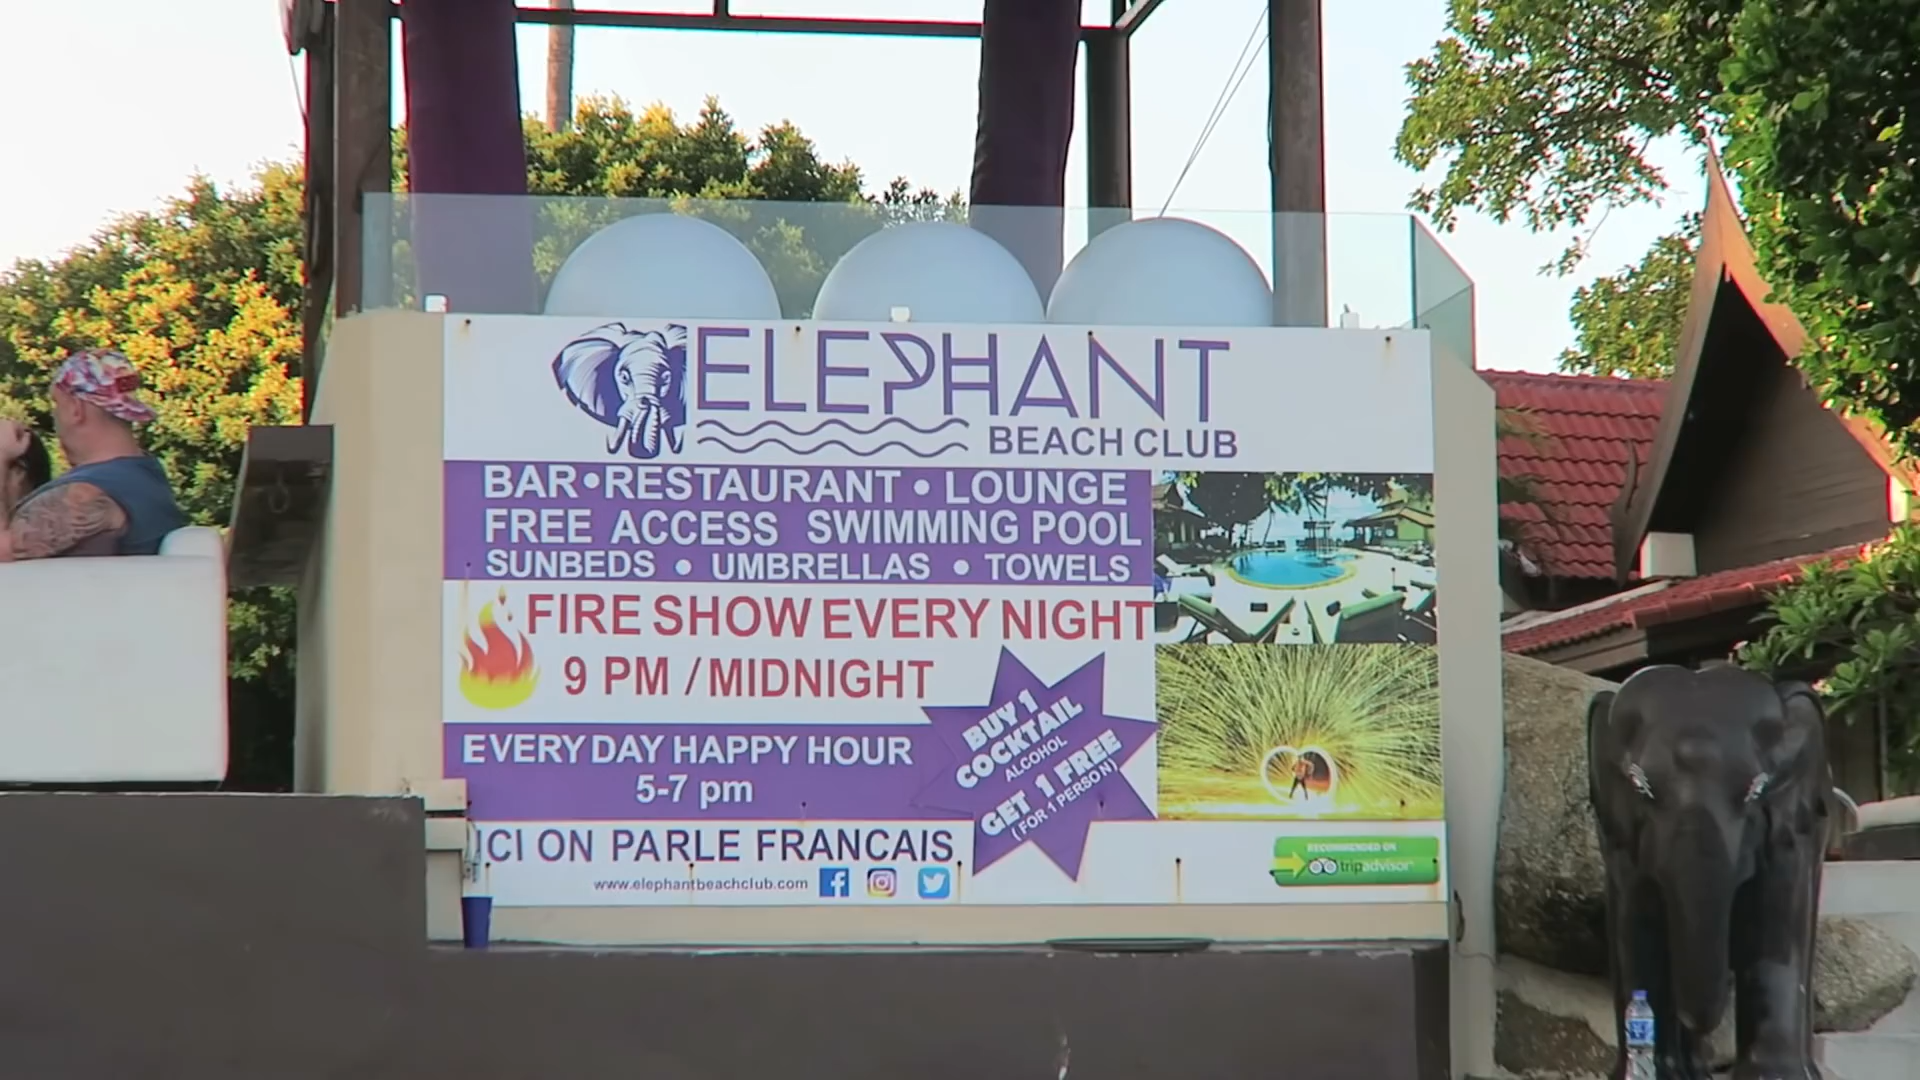 ELEPHANT
BEACH CLUB
BAR•RESTAURANT • LOUNGE
FREE ACCESS SWIMMING POOL
SUNBEDS • UMBRELLAS • TOWELS
FIRE SHOW EVERY NIGHT
9 PM / MIDNIGHT
EVERY DAY HAPPY HOUR
5-7 pm
BUY 1
COCKTAIL
ALCOHOL
GET 1 FREE
(FOR 1 PERSON)
ICI ON PARLE FRANCAIS
www.elephantbeachclub.com
RECOMMENDED ON
tripadvisor